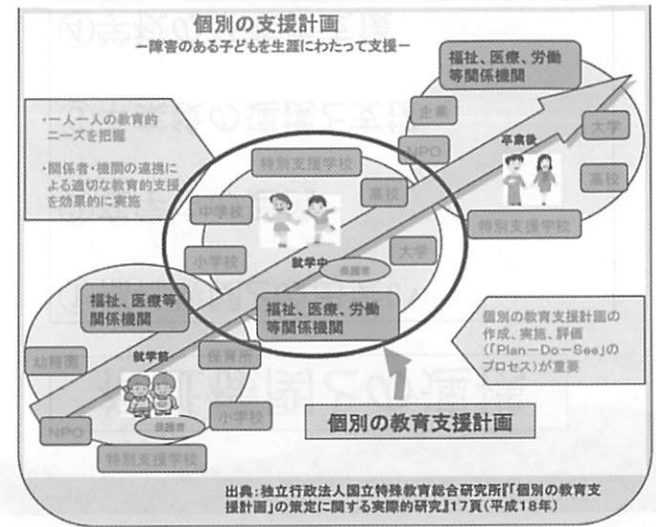 個別の支援計画
－障害のある子どもを生涯にわたって支援－
福祉、医療、労働
等関係機関
企業
大学
NPO
卒業後
高校
特別支援学校
・一人一人の教育的
ニーズを把握
・関係者・機関の連携に
よる適切な教育的支援
を効果的に実施
特別支援学校
中学校
高校
小学校
就学中
大学
保護者
福祉、医療、労働
等関係機関
福祉、医療等
関係機関
幼稚園
就学前
保育所
小学校
NPO
保護者
特別支援学校
個別の教育支援計画の
作成、実施、評価
（「Plan－Do－See」の
プロセス）が重要
個別の教育支援計画
出典：独立行政法人国立特殊教育総合研究所『「個別の教育支
援計画」の策定に関する実際的研究』17頁（平成18年）